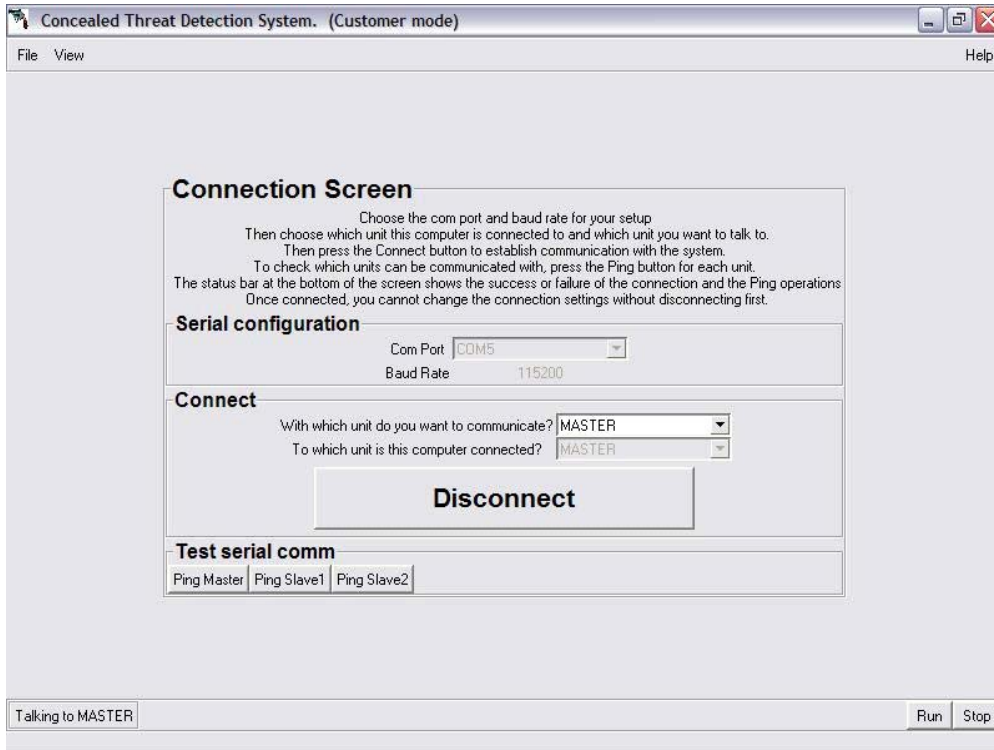 Concealed Threat Detection System. (Customer mode)
File View Help
Connection Screen
Choose the com port and baud rate for your setup
Then choose which unit this computer is connected to and which unit you want to talk to.
Then press the Connect button to establish communication with the system.
To check which units can be communicated with, press the Ping button for each unit.
The status bar at the bottom of the screen shows the success or failure of the connection and the Ping operations
Once connected, you cannot change the connection settings without disconnecting first.
Serial configuration
Com Port COM5
Baud Rate 115200
Connect
With which unit do you want to communicate? MASTER
To which unit is this computer connected? MASTER
Disconnect
Test serial comm
Ping Master Ping Slave1 Ping Slave2
Talking to MASTER Run Stop